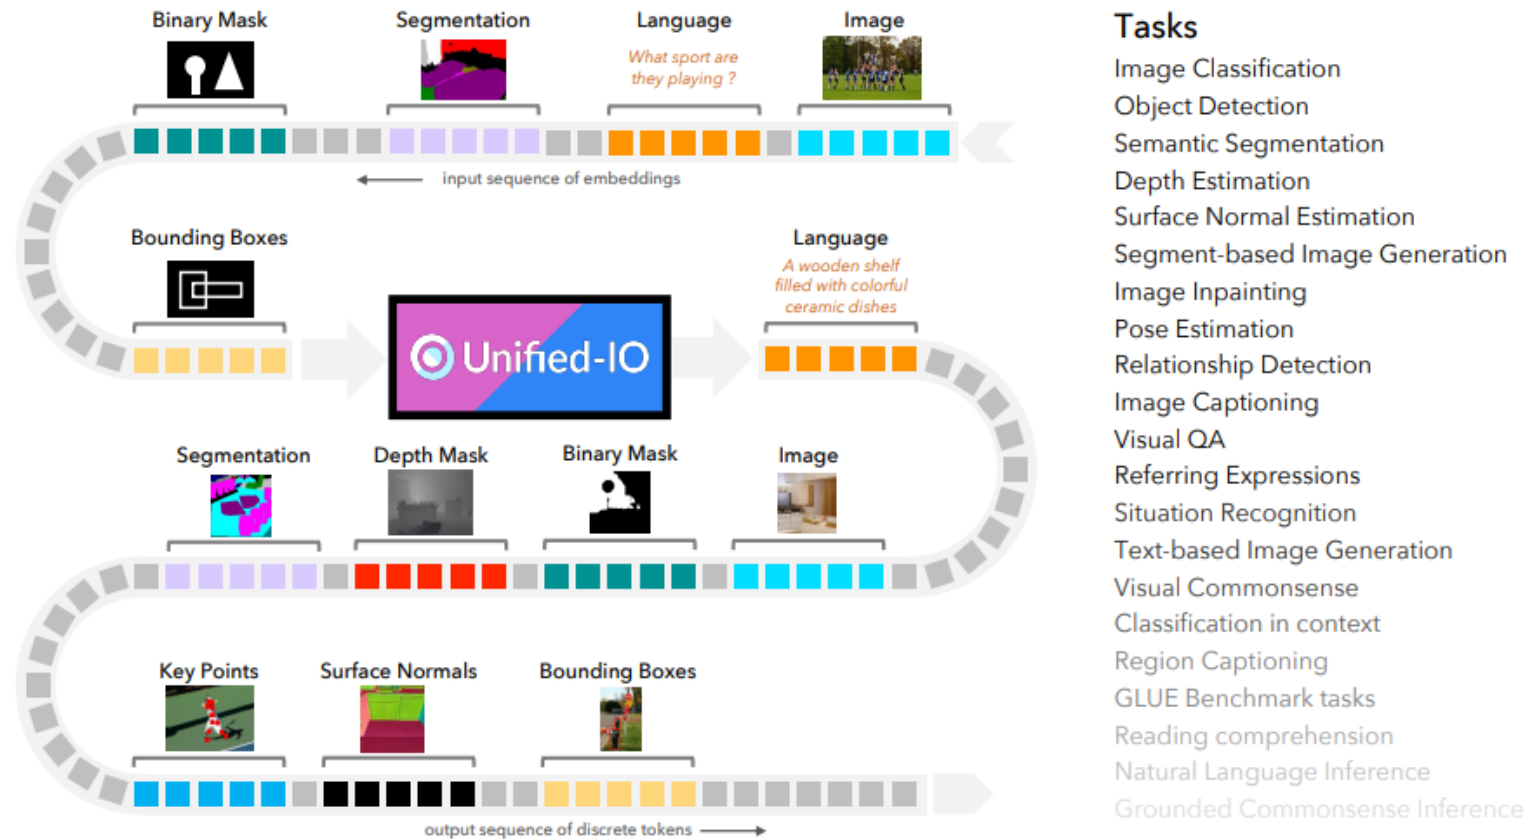 Binary Mask
Segmentation
Language
Image
What sport are
they playing ?
input sequence of embeddings
Bounding Boxes
Language
A wooden shelf
filled with colorful
ceramic dishes
Unified-IO
Segmentation
Depth Mask
Binary Mask
Image
Key Points
Surface Normals
Bounding Boxes
output sequence of discrete tokens
Tasks
Image Classification
Object Detection
Semantic Segmentation
Depth Estimation
Surface Normal Estimation
Segment-based Image Generation
Image Inpainting
Pose Estimation
Relationship Detection
Image Captioning
Visual QA
Referring Expressions
Situation Recognition
Text-based Image Generation
Visual Commonsense
Classification in context
Region Captioning
GLUE Benchmark tasks
Reading comprehension
Natural Language Inference
Grounded Commonsense Inference